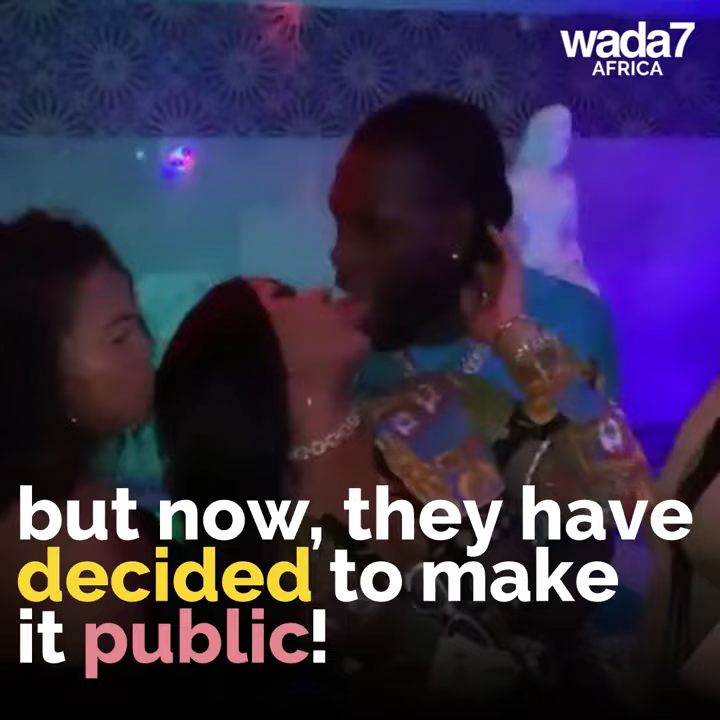 wada7
AFRICA
but now, they have
decided to make
it public!